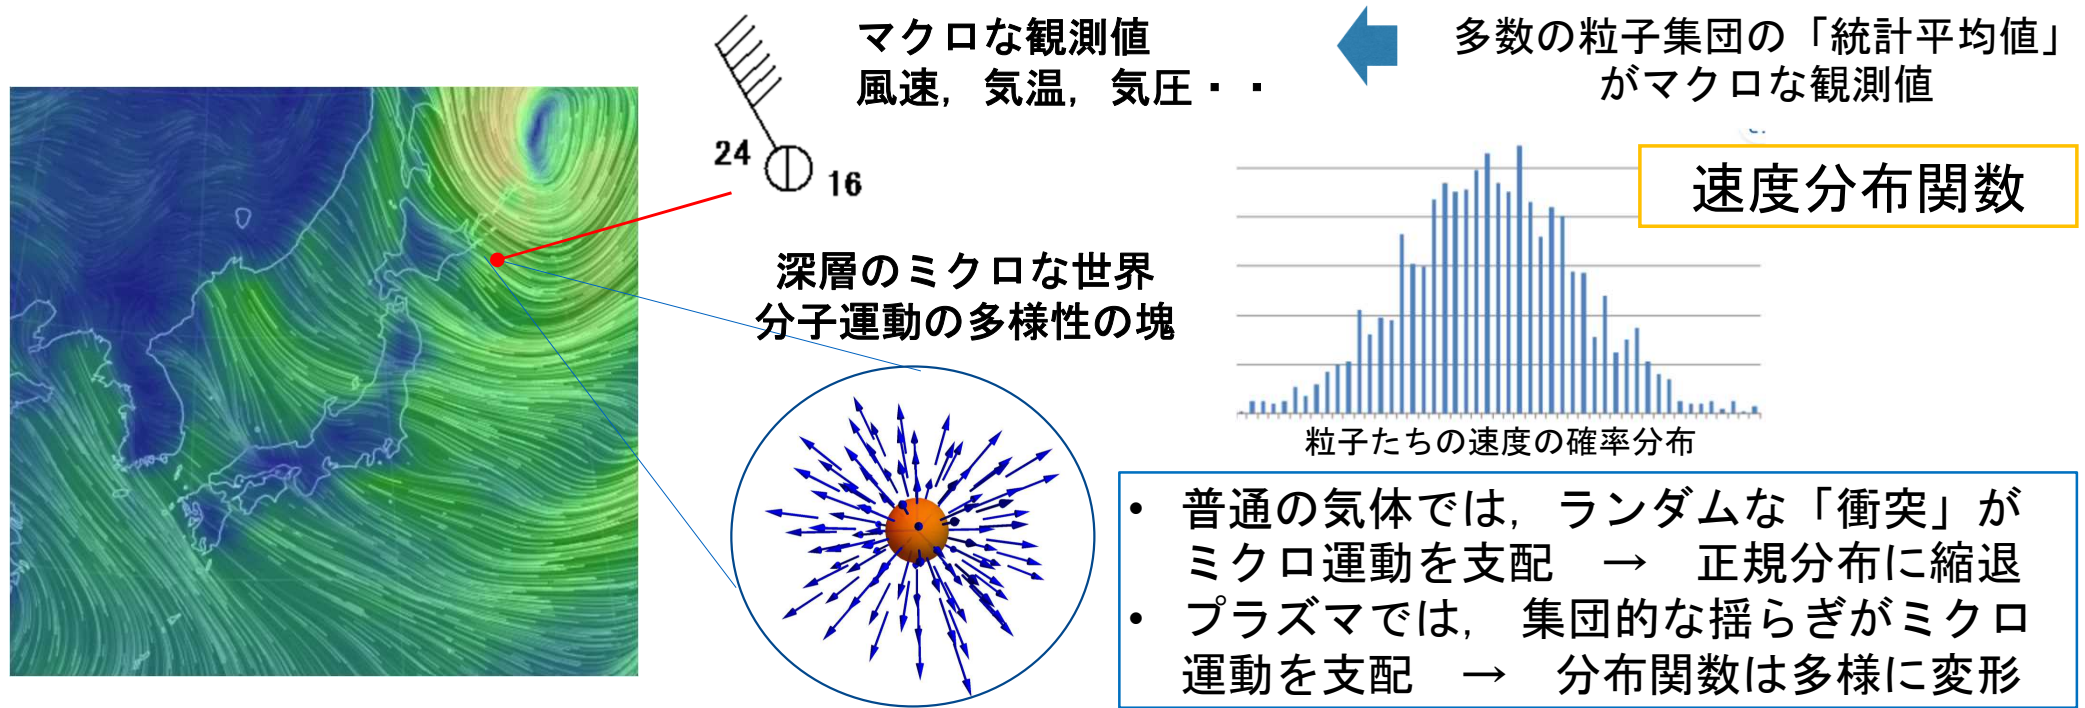 マクロな観測値
風速，気温，気圧・・
多数の粒子集団の「統計平均値」
がマクロな観測値
24
16
速度分布関数
深層のミクロな世界
分子運動の多様性の塊
粒子たちの速度の確率分布
• 普通の気体では，ランダムな「衝突」が
ミクロ運動を支配　→　正規分布に縮退
• プラズマでは，集団的な揺らぎがミクロ
運動を支配　→　分布関数は多様に変形